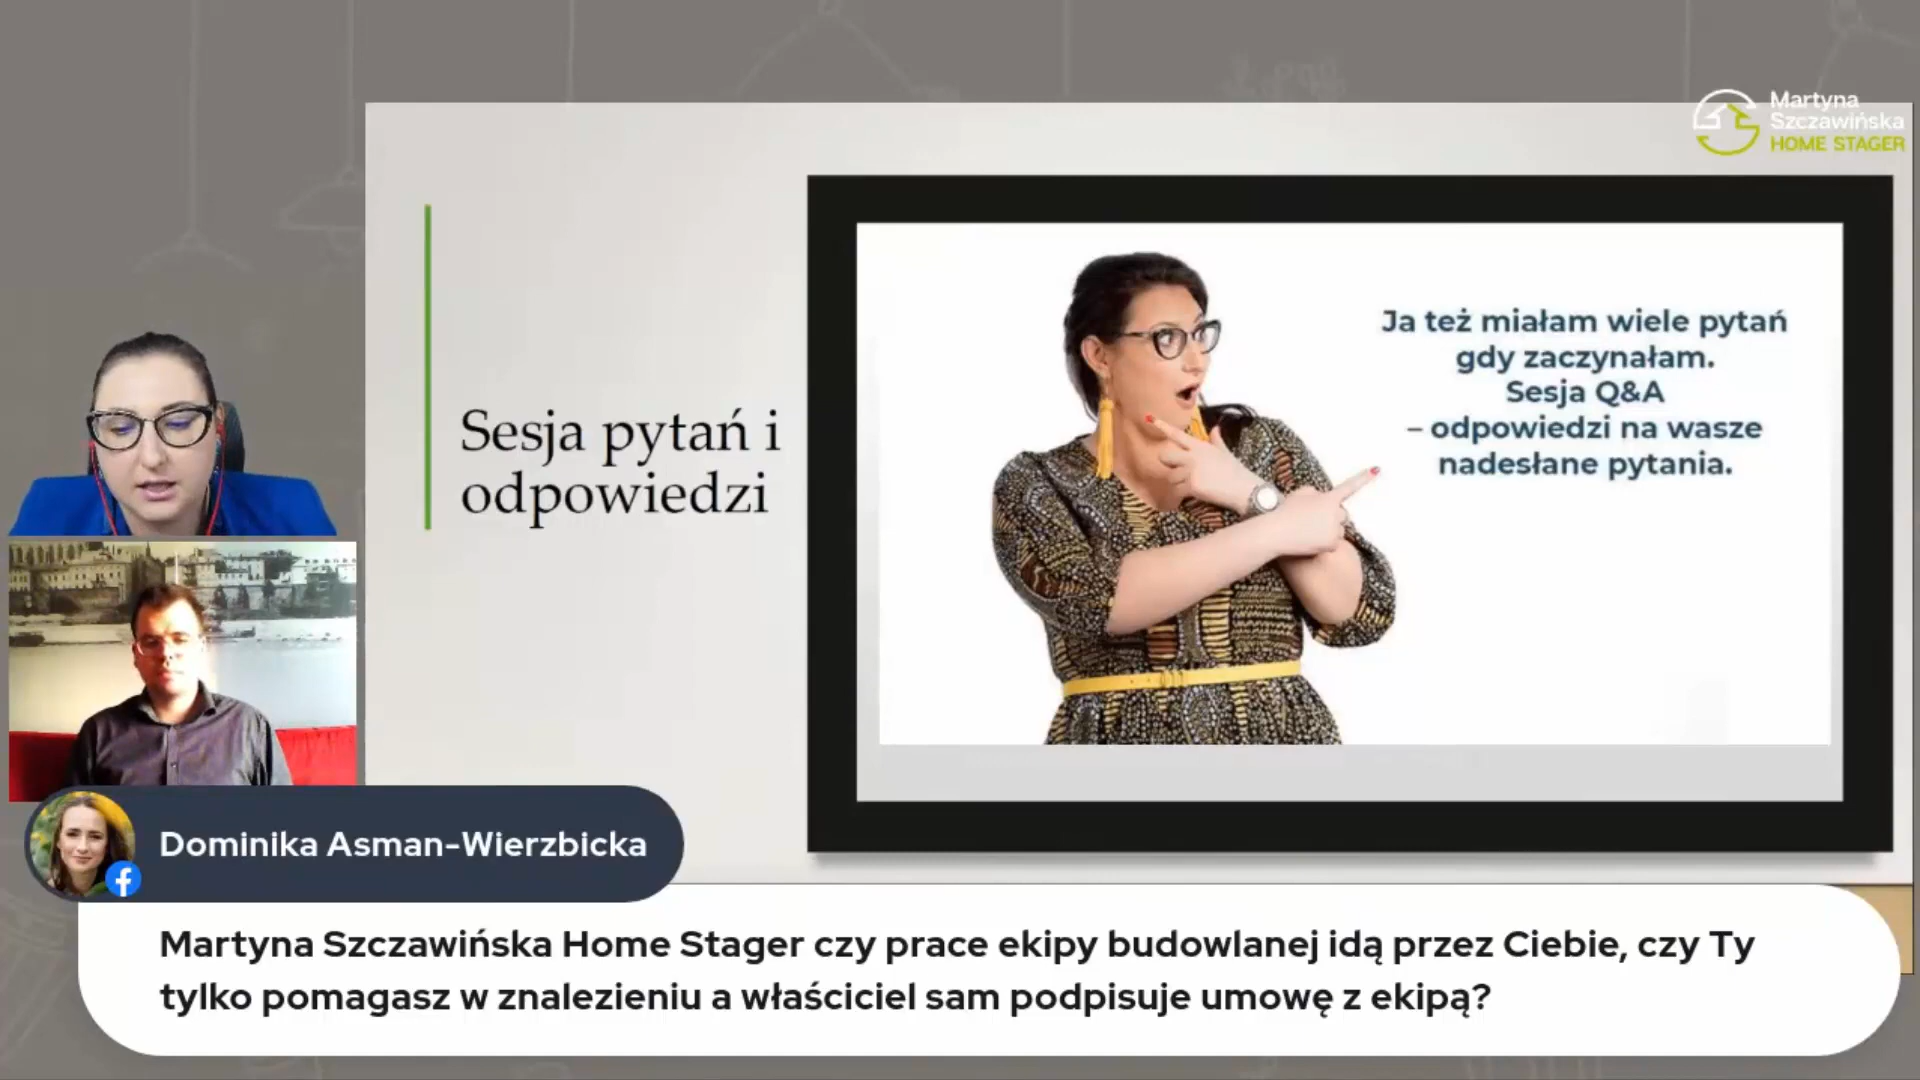 Martyna
Szczawińska
HOME STAGER
Sesja pytań i
odpowiedzi
Ja też miałam wiele pytań
gdy zaczynałam.
Sesja Q&A
– odpowiedzi na wasze
nadesłane pytania.
Dominika Asman-Wierzbicka
Martyna Szczawińska Home Stager czy prace ekipy budowlanej idą przez Ciebie, czy Ty
tylko pomagasz w znalezieniu a właściciel sam podpisuje umowę z ekipą?